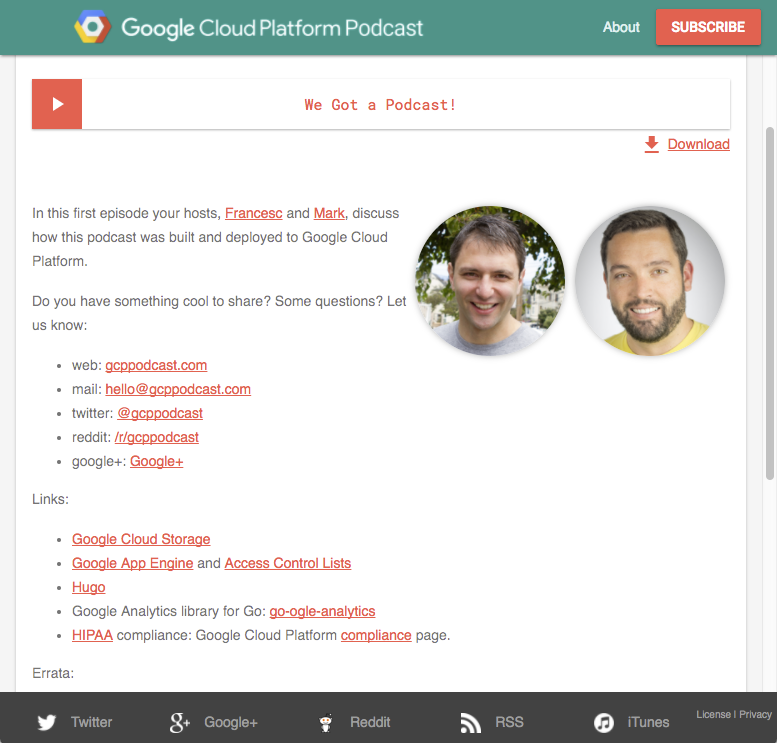 Google Cloud Platform Podcast
About
SUBSCRIBE
We Got a Podcast!
Download
In this first episode your hosts, Francesc and Mark, discuss
how this podcast was built and deployed to Google Cloud
Platform.
Do you have something cool to share? Some questions? Let
us know:
• web: gcppodcast.com
• mail: hello@gcppodcast.com
• twitter: @gcppodcast
• reddit: /r/gcppodcast
• google+: Google+
Links:
• Google Cloud Storage
• Google App Engine and Access Control Lists
• Hugo
• Google Analytics library for Go: go-ogle-analytics
• HIPAA compliance: Google Cloud Platform compliance page.
Errata:
Twitter
Google+
Reddit
RSS
iTunes
License | Privacy